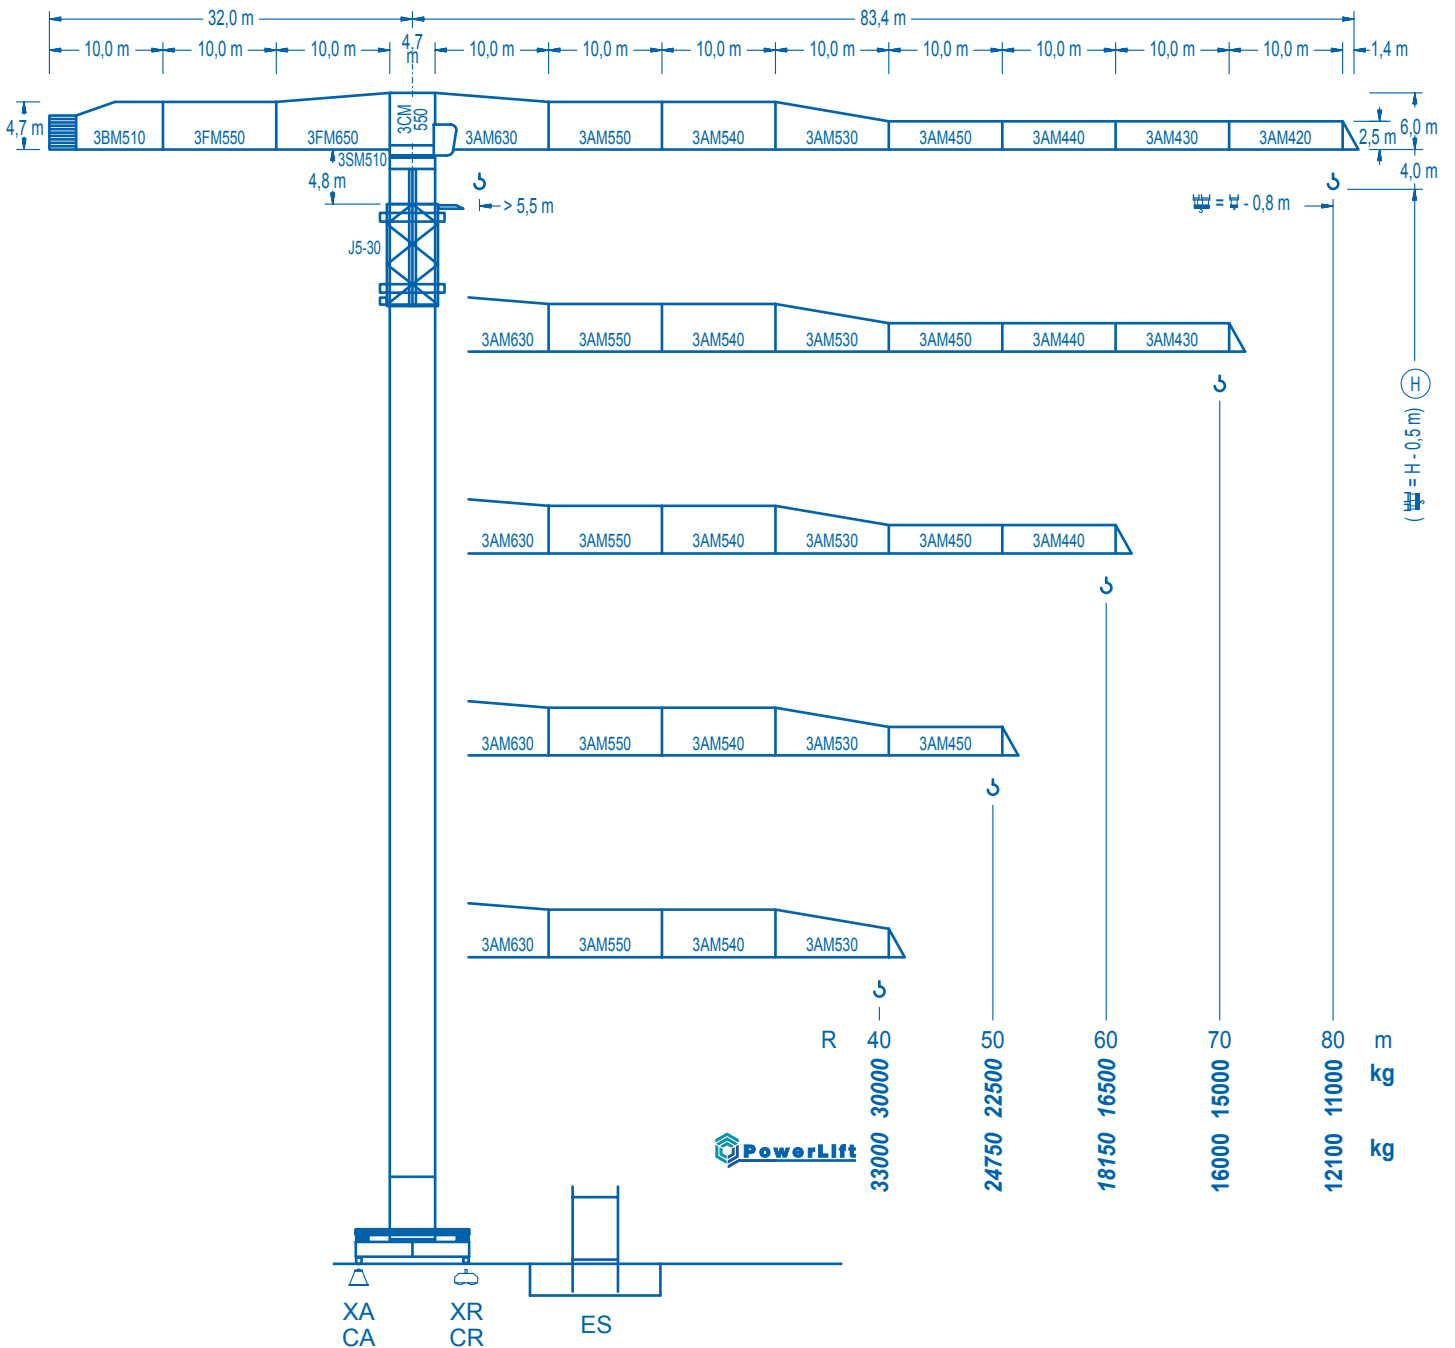 32,0 m 83,4 m
10,0 m 10,0 m 10,0 m 4,7 m 10,0 m 10,0 m 10,0 m 10,0 m 10,0 m 10,0 m 10,0 m 10,0 m 1,4 m
4,7 m 3BM510 3FM550 3FM650 3CM 550 3AM630 3AM550 3AM540 3AM530 3AM450 3AM440 3AM430 3AM420 2,5 m 6,0 m
3SM510
4,8 m 4,0 m
> 5,5 m = - 0,8 m
J5-30
3AM630 3AM550 3AM540 3AM530 3AM450 3AM440 3AM430
H
( = H - 0,5 m)
3AM630 3AM550 3AM540 3AM530 3AM450 3AM440
3AM630 3AM550 3AM540 3AM530 3AM450
3AM630 3AM550 3AM540 3AM530
R 40 50 60 70 80 m
30000 22500 16500 15000 11000 kg
PowerLift 33000 24750 18150 16000 12100 kg
XA XR
CA CR
ES